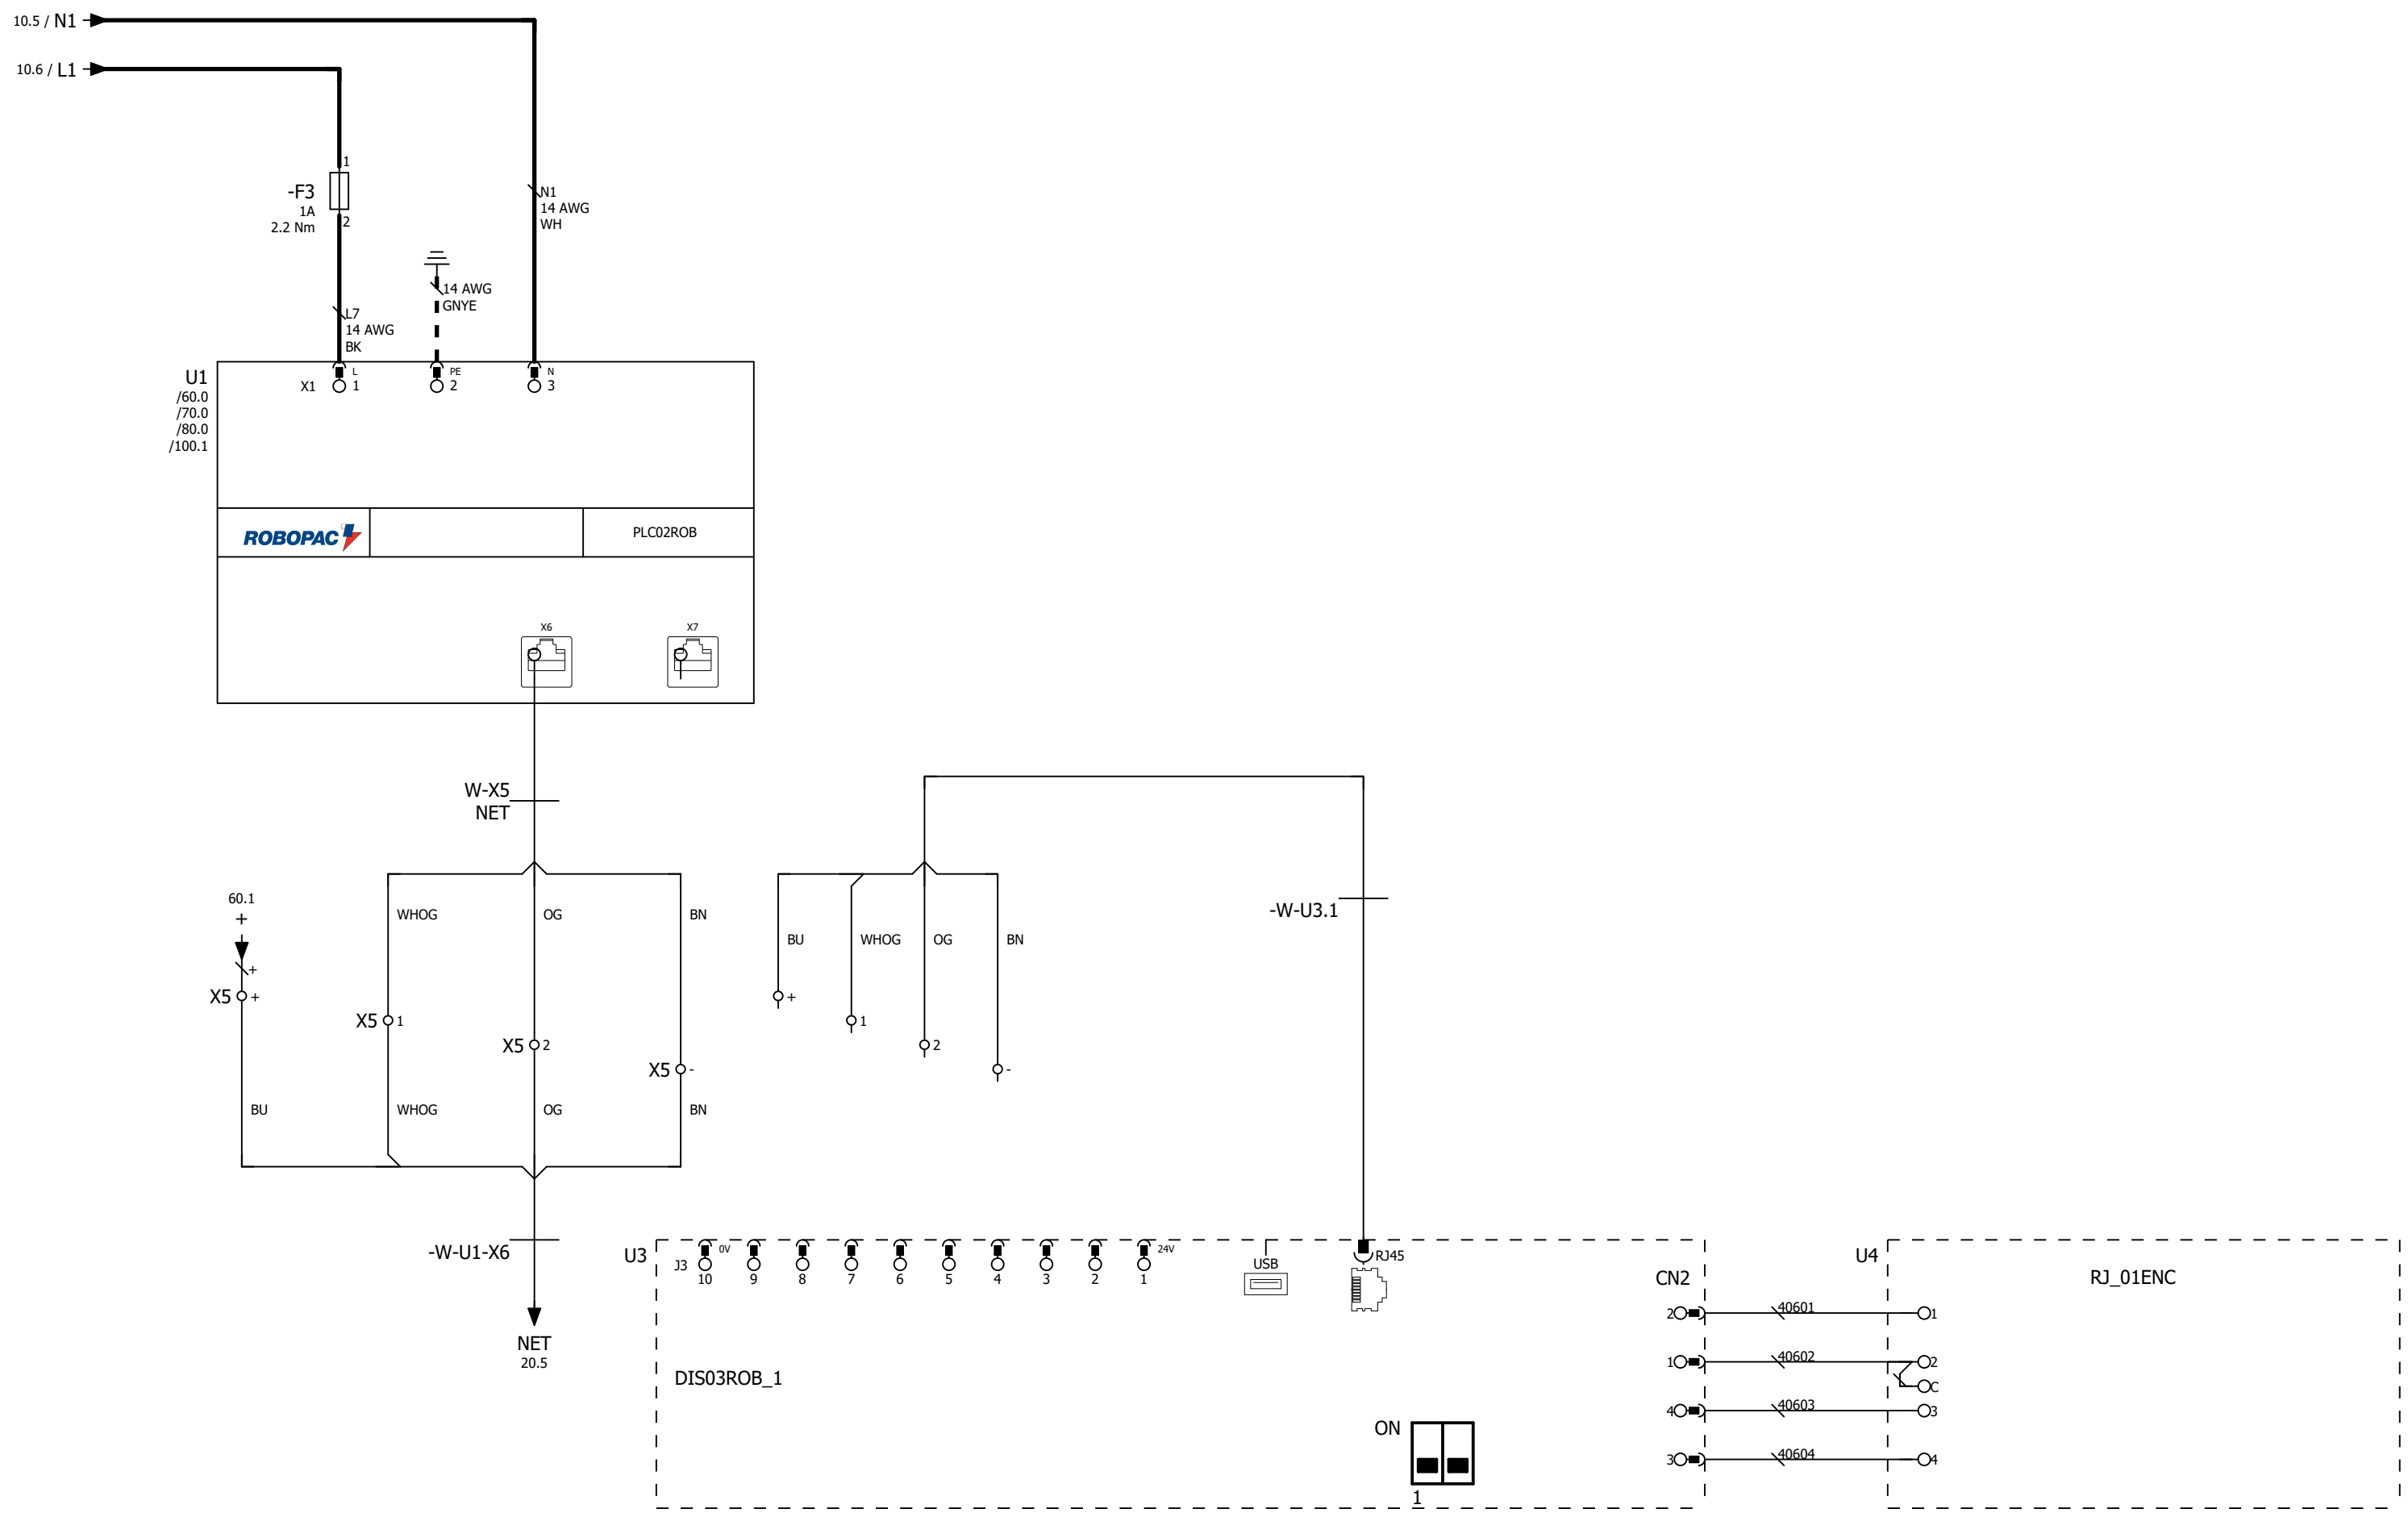 10.5 / N1
10.6 / L1
1
-F3
1A
2.2 Nm
2
N1
14 AWG
WH
14 AWG
GNYE
L7
14 AWG
BK
U1
/60.0
/70.0
/80.0
/100.1
X1
L
1
PE
2
N
3
ROBOPAC
PLC02ROB
X6
X7
W-X5
NET
60.1
+
+
WHOG
OG
BN
BU
WHOG
OG
BN
-W-U3.1
X5 +
X5 1
X5 2
X5 -
+
1
2
-
BU
WHOG
OG
BN
-W-U1-X6
NET
20.5
U3
J3
0V
24V
10 9 8 7 6 5 4 3 2 1
USB
RJ45
CN2
U4
RJ_01ENC
2 40601 1
1 40602 2
C
4 40603 3
3 40604 4
DIS03ROB_1
ON
1